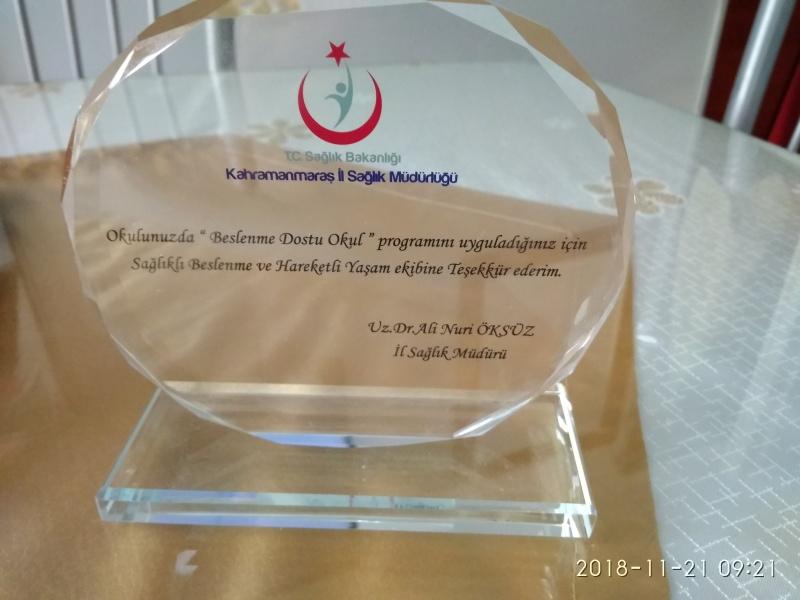 T.C. Sağlık Bakanlığı
Kahramanmaraş İl Sağlık Müdürlüğü
Okulunuzda “ Beslenme Dostu Okul ” programını uyguladığınız için
Sağlıklı Beslenme ve Hareketli Yaşam ekibine Teşekkür ederim.
Uz.Dr.Ali Nuri ÖKSÜZ
İl Sağlık Müdürü
2018-11-21 09:21